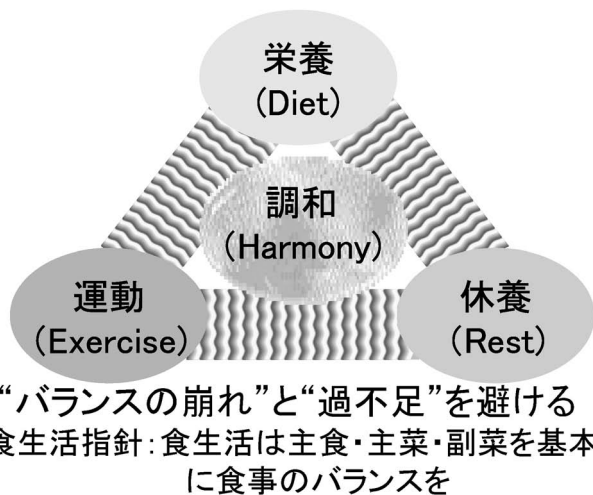 栄養
(Diet)
調和
(Harmony)
運動
(Exercise)
休養
(Rest)
“バランスの崩れ”と“過不足”を避ける
食生活指針：食生活は主食・主菜・副菜を基本
に食事のバランスを